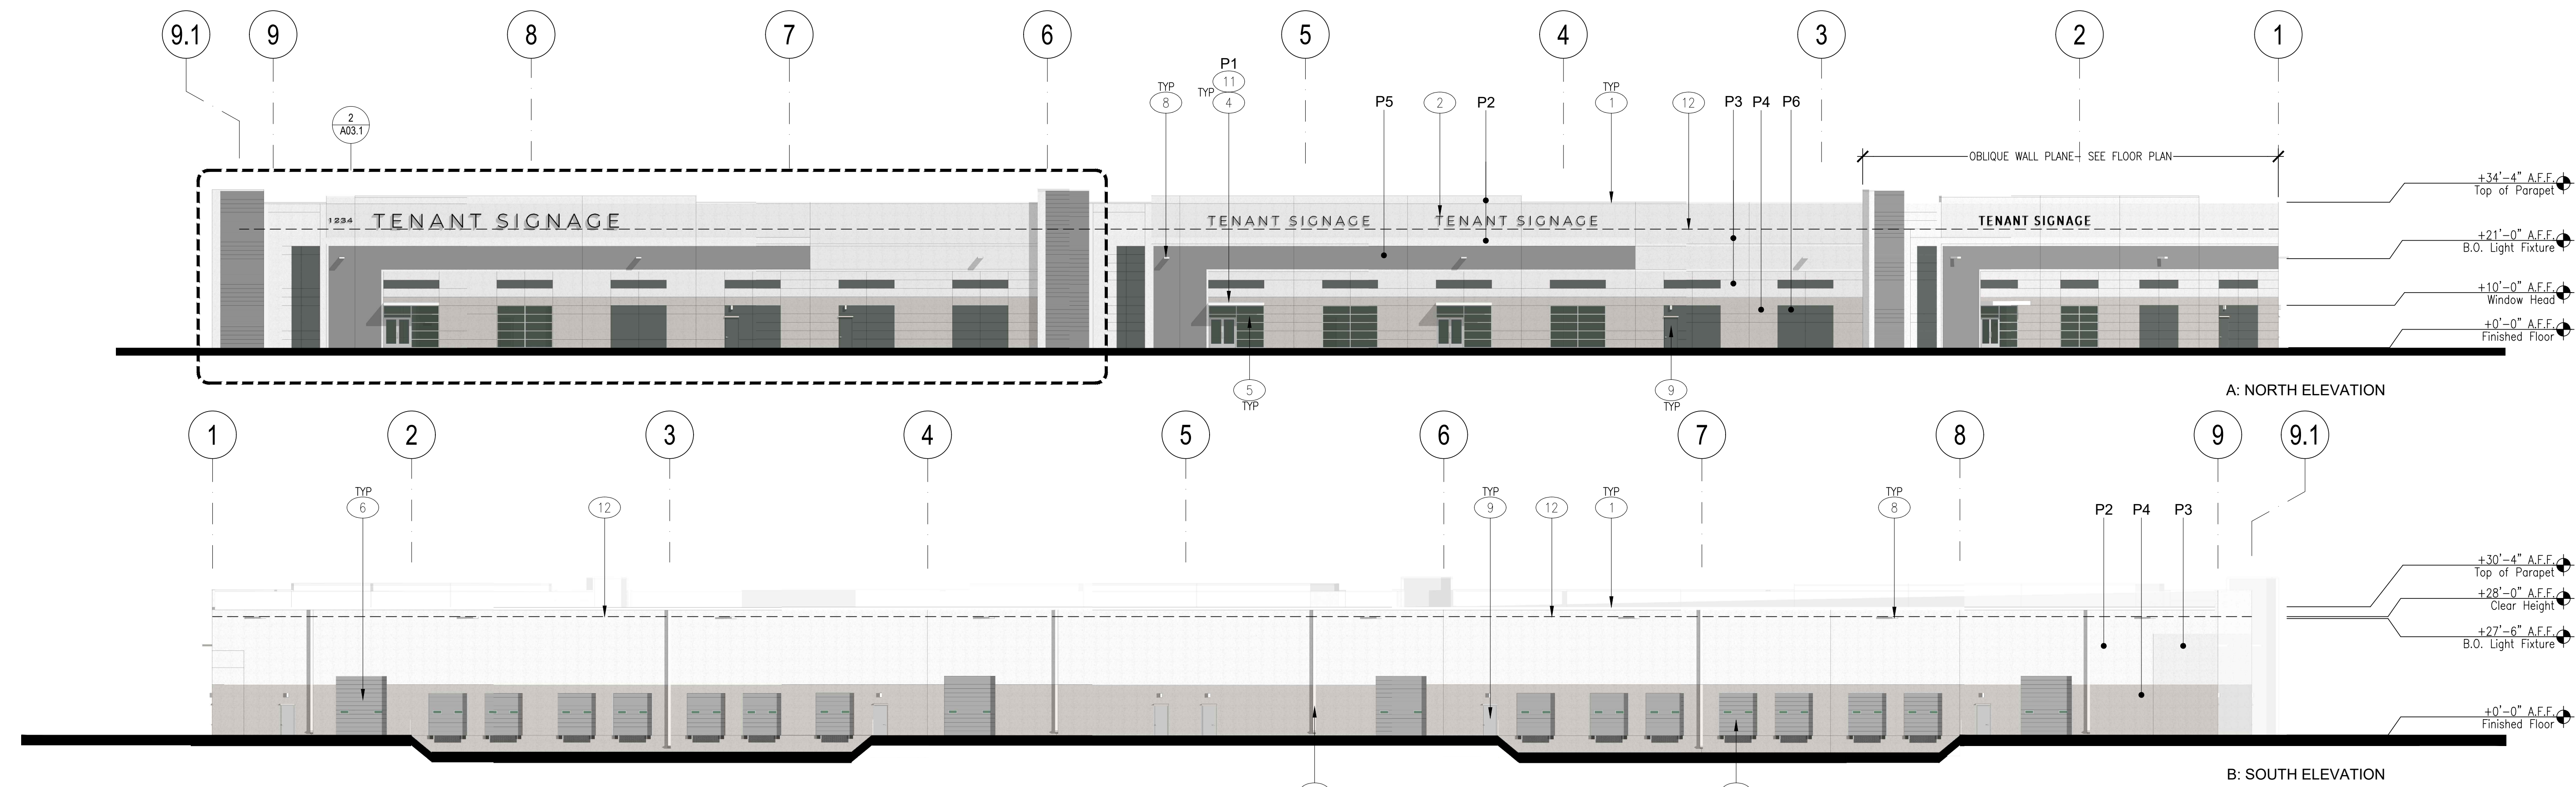 9.1 9 8 7 6 5 4 3 2 1
P1
TYP 11 TYP
8 TYP 4 P5 2 P2 1 12 P3 P4 P6
2
A03.1
OBLIQUE WALL PLANE- SEE FLOOR PLAN
+34'-4" A.F.F.
Top of Parapet
1234 TENANT SIGNAGE TENANT SIGNAGE TENANT SIGNAGE TENANT SIGNAGE
+21'-0" A.F.F.
B.O. Light Fixture
+10'-0" A.F.F.
Window Head
+0'-0" A.F.F.
Finished Floor
5 9
TYP TYP
A: NORTH ELEVATION
1 2 3 4 5 6 7 8 9 9.1
TYP TYP TYP TYP
6 12 9 12 1 8 P2 P4 P3
+30'-4" A.F.F.
Top of Parapet
+28'-0" A.F.F.
Clear Height
+27'-6" A.F.F.
B.O. Light Fixture
+0'-0" A.F.F.
Finished Floor
B: SOUTH ELEVATION